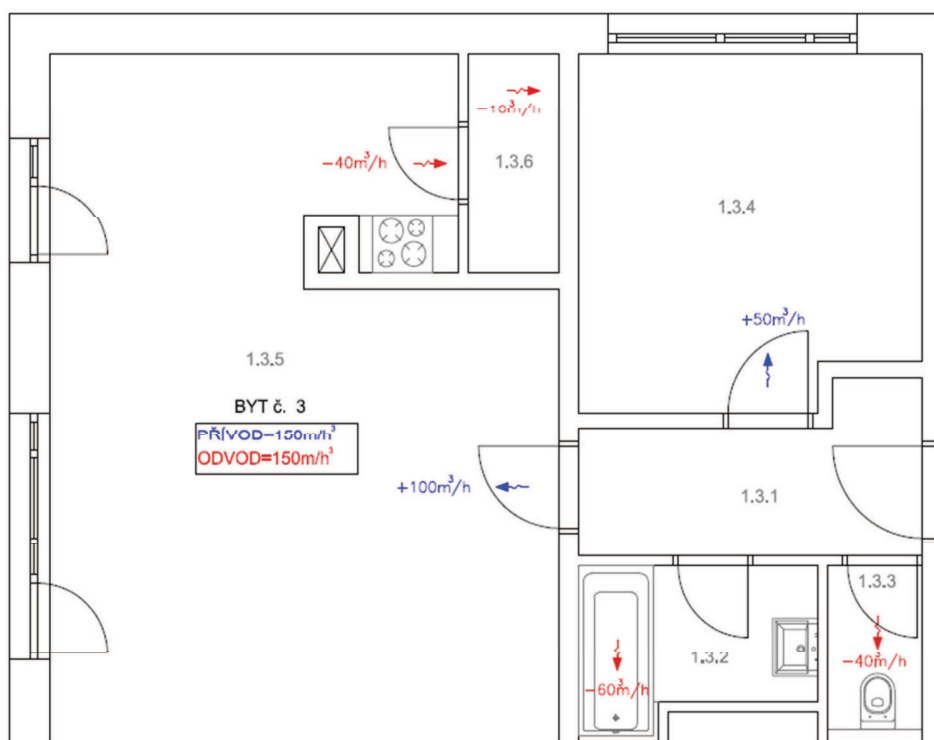 −10m³/h
−40m³/h
1.3.6
1.3.4
+50m³/h
1.3.5
BYT č. 3
PŘÍVOD=150m/h³
ODVOD=150m/h³
+100m³/h
1.3.1
1.3.3
1.3.2
−40m³/h
−60m³/h